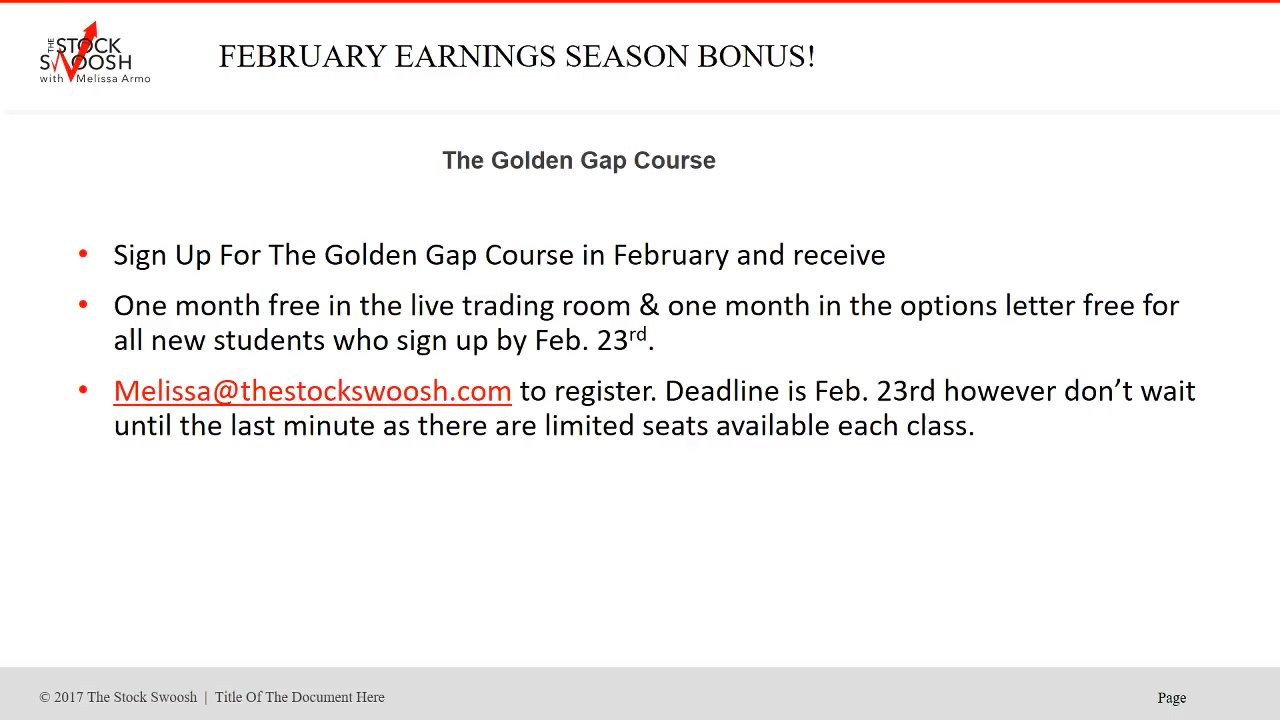 THE STOCK
SWOOSH
with Melissa Armo
FEBRUARY EARNINGS SEASON BONUS!
The Golden Gap Course
• Sign Up For The Golden Gap Course in February and receive
• One month free in the live trading room & one month in the options letter free for
all new students who sign up by Feb. 23rd.
• Melissa@thestockswoosh.com to register. Deadline is Feb. 23rd however don’t wait
until the last minute as there are limited seats available each class.
© 2017 The Stock Swoosh | Title Of The Document Here
Page